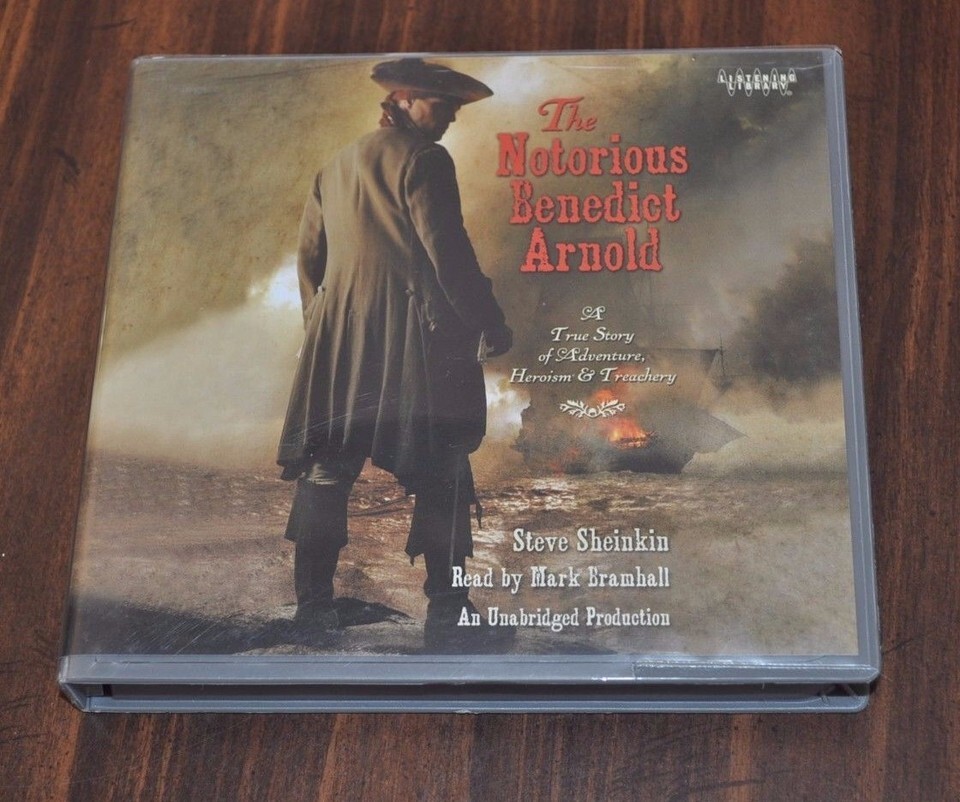 LISTENING
LIBRARY
The
Notorious
Benedict
Arnold
A
True Story
of Adventure,
Heroism & Treachery
Steve Sheinkin
Read by Mark Bramhall
An Unabridged Production